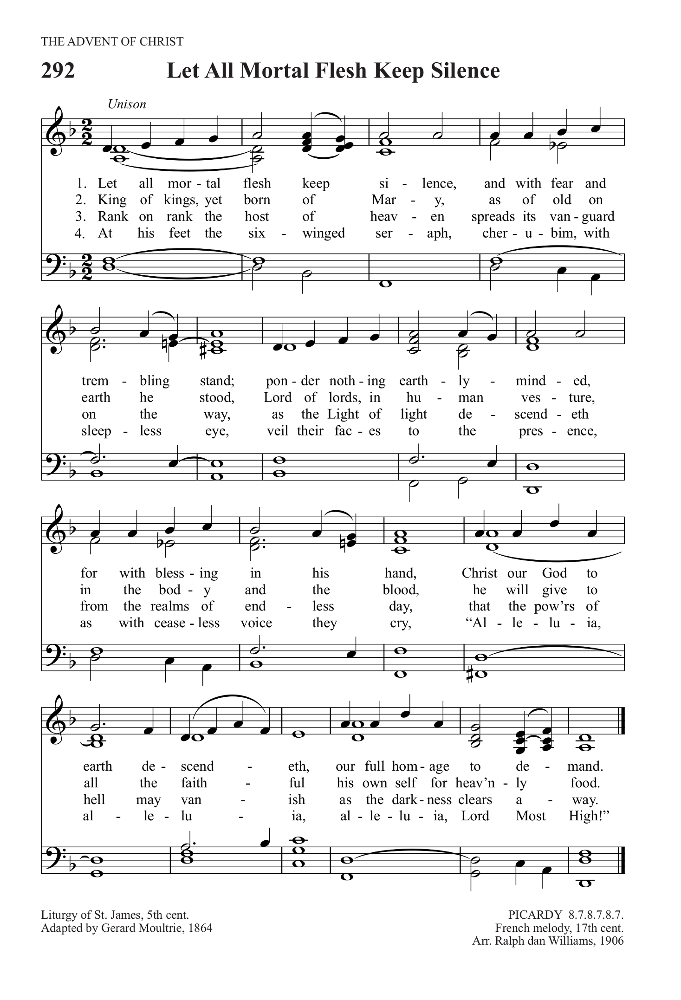 THE ADVENT OF CHRIST
292 Let All Mortal Flesh Keep Silence
Unison
1. Let all mor - tal flesh keep si - lence, and with fear and
2. King of kings, yet born of Mar - y, as of old on
3. Rank on rank the host of heav - en spreads its van - guard
4. At his feet the six - winged ser - aph, cher - u - bim, with
trem - bling stand; pon - der noth - ing earth - ly - mind - ed,
earth he stood, Lord of lords, in hu - man ves - ture,
on the way, as the Light of light de - scend - eth
sleep - less eye, veil their fac - es to the pres - ence,
for with bless - ing in his hand, Christ our God to
in the bod - y and the blood, he will give to
from the realms of end - less day, that the pow’rs of
as with cease - less voice they cry, “Al - le - lu - ia,
earth de - scend - eth, our full hom - age to de - mand.
all the faith - ful his own self for heav’n - ly food.
hell may van - ish as the dark - ness clears a - way.
al - le - lu - ia, al - le - lu - ia, Lord Most High!”
Liturgy of St. James, 5th cent.
Adapted by Gerard Moultrie, 1864
PICARDY 8.7.8.7.8.7.
French melody, 17th cent.
Arr. Ralph dan Williams, 1906